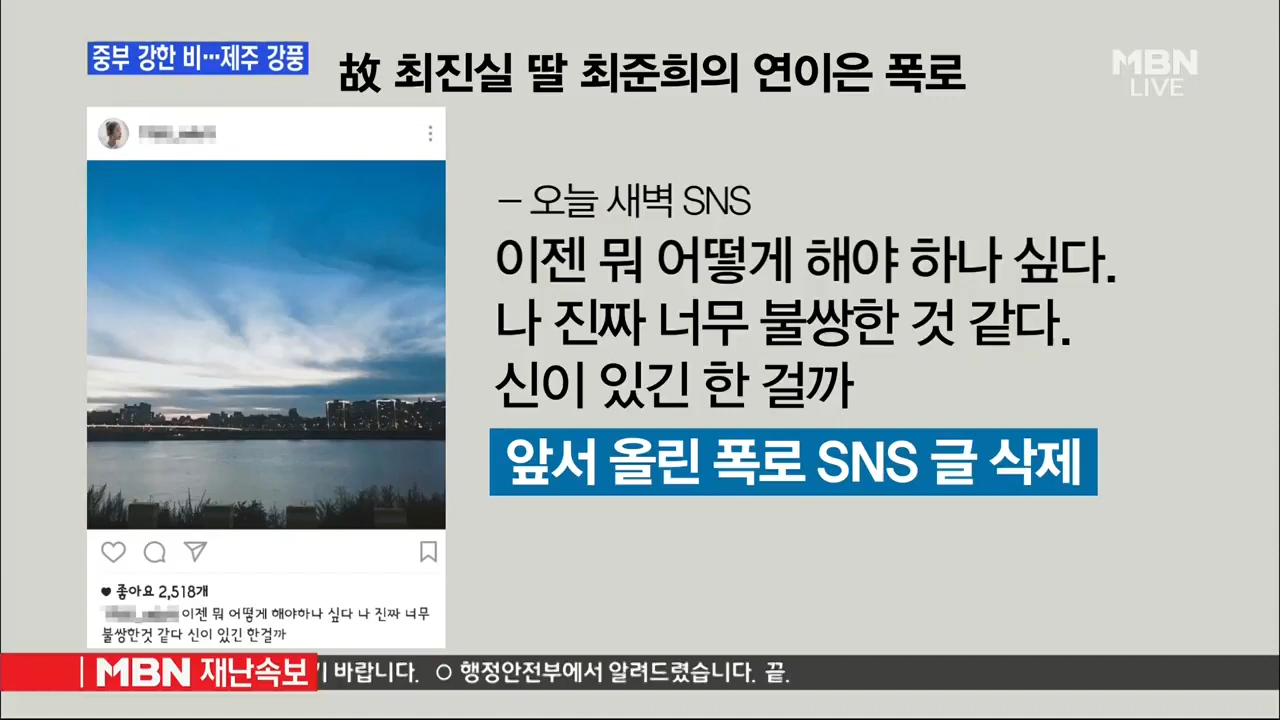 중부 강한 비…제주 강풍
故 최진실 딸 최준희의 연이은 폭로
MBN
LIVE
– 오늘 새벽 SNS
이젠 뭐 어떻게 해야 하나 싶다.
나 진짜 너무 불쌍한 것 같다.
신이 있긴 한 걸까
앞서 올린 폭로 SNS 글 삭제
좋아요 2,518개
이젠 뭐 어떻게 해야하나 싶다 나 진짜 너무
불쌍한것 같다 신이 있긴 한걸까
MBN 재난속보
바랍니다. ㅇ 행정안전부에서 알려드렸습니다. 끝.